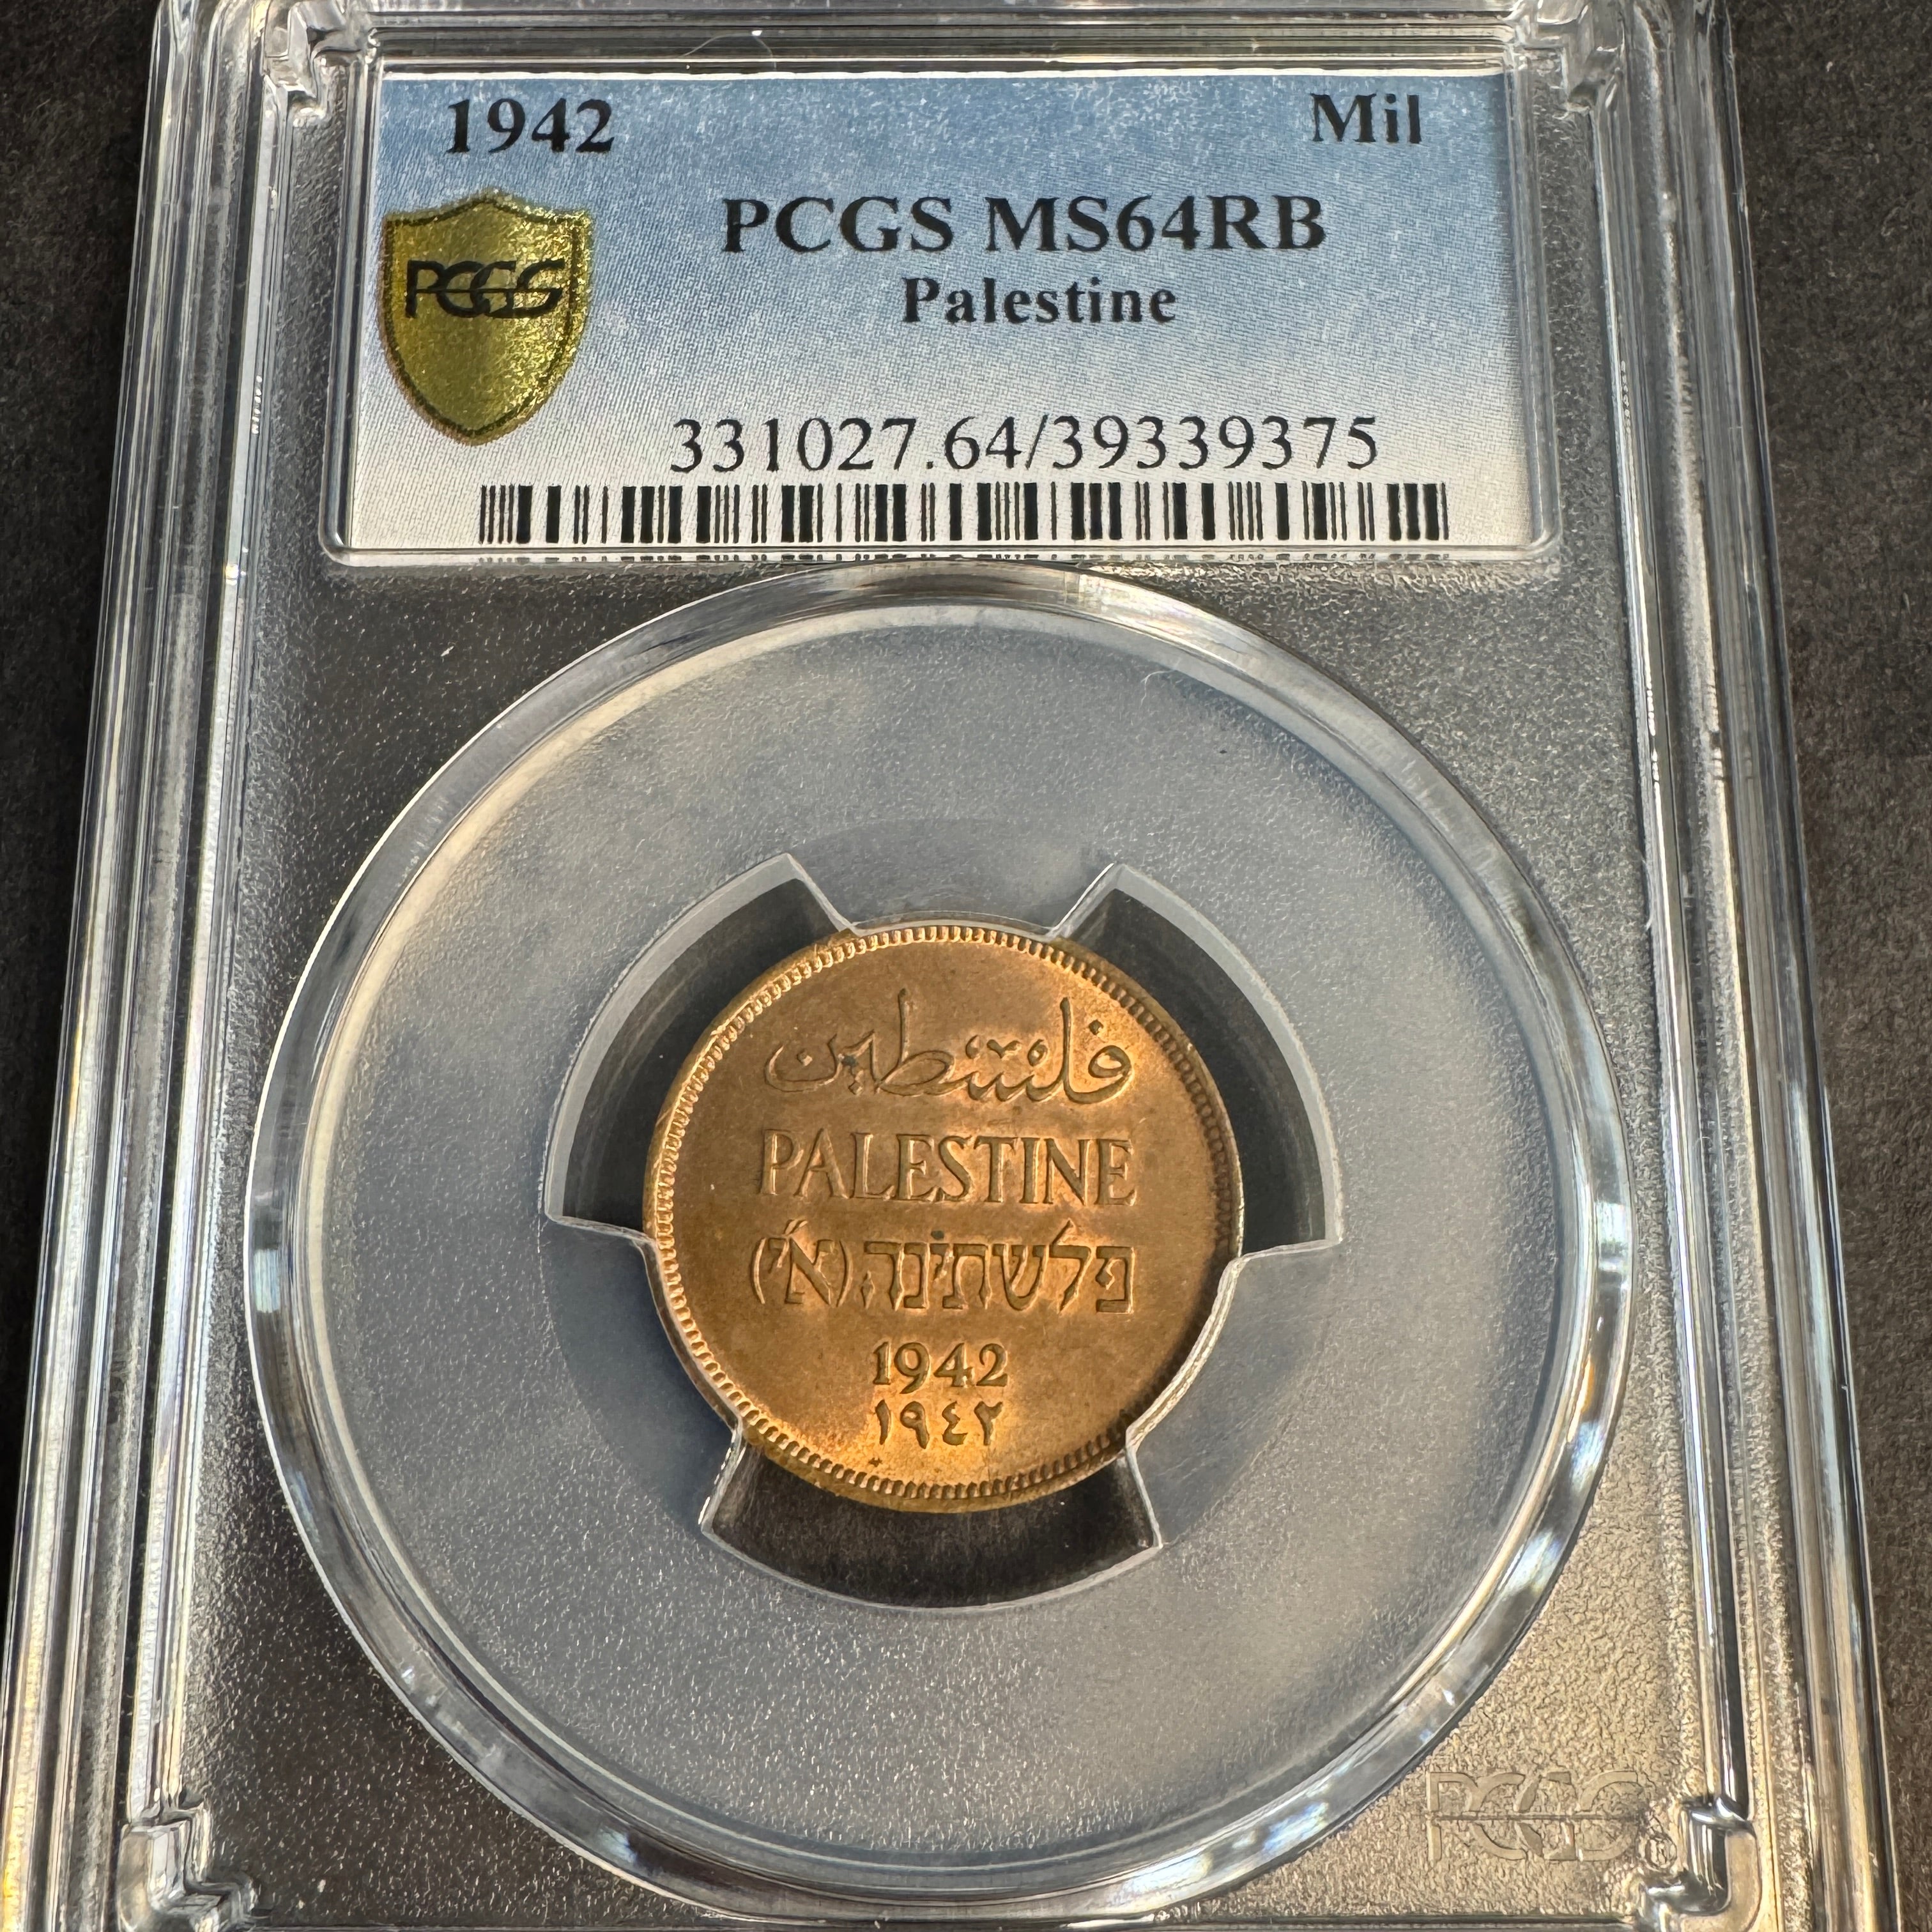 1942 Mil
PCGS PCGS MS64RB
Palestine
331027.64/39339375
فلسطين
PALESTINE
פלשתינה (א״י)
1942
١٩٤٢
PCGS